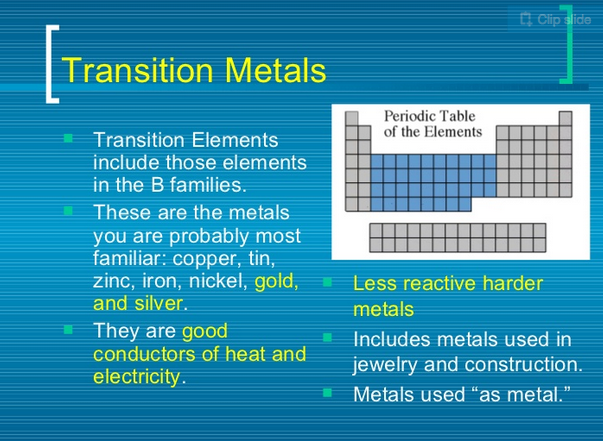 Clip slide
Transition Metals
Transition Elements
include those elements
in the B families.
These are the metals
you are probably most
familiar: copper, tin,
zinc, iron, nickel, gold,
and silver.
They are good
conductors of heat and
electricity.
Periodic Table
of the Elements
Less reactive harder
metals
Includes metals used in
jewelry and construction.
Metals used “as metal.”